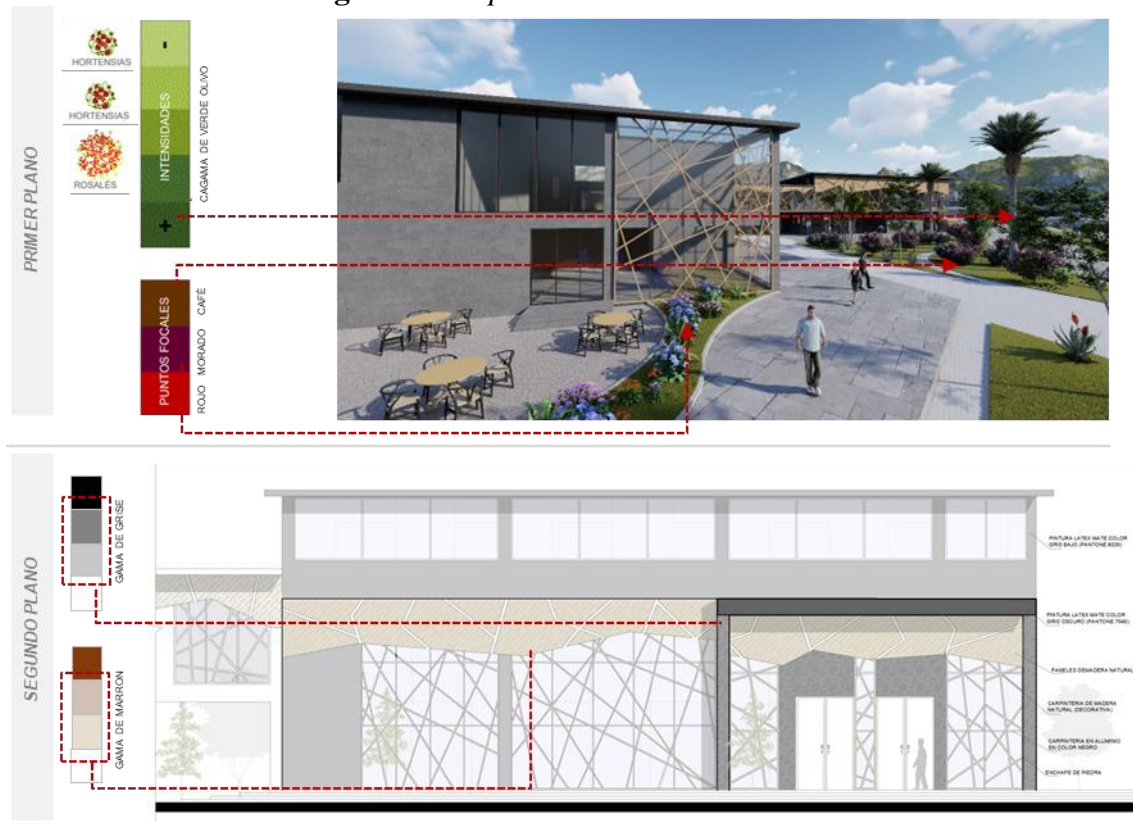 PRIMER PLANO
HORTENSIAS
HORTENSIAS
ROSALES
-
INTENSIDADES
+
CAGAMA DE VERDE OLIVO
PUNTOS FOCALES
ROJO MORADO CAFÉ
SEGUNDO PLANO
GAMA DE GRISE
GAMA DE MARRON
PINTURA LATEX MATE COLOR
GRIS BAJO (PANTONE
PINTURA LATEX MATE COLOR
GRIS OSCURO (PANTONE
PANELES DEMADERA NATURAL
CARPINTERIA DE MADERA
NATURAL (DECORATIVA)
CARPINTERIA EN ALUMINIO
EN COLOR NEGRO
ENCHAPE DE PIEDRA